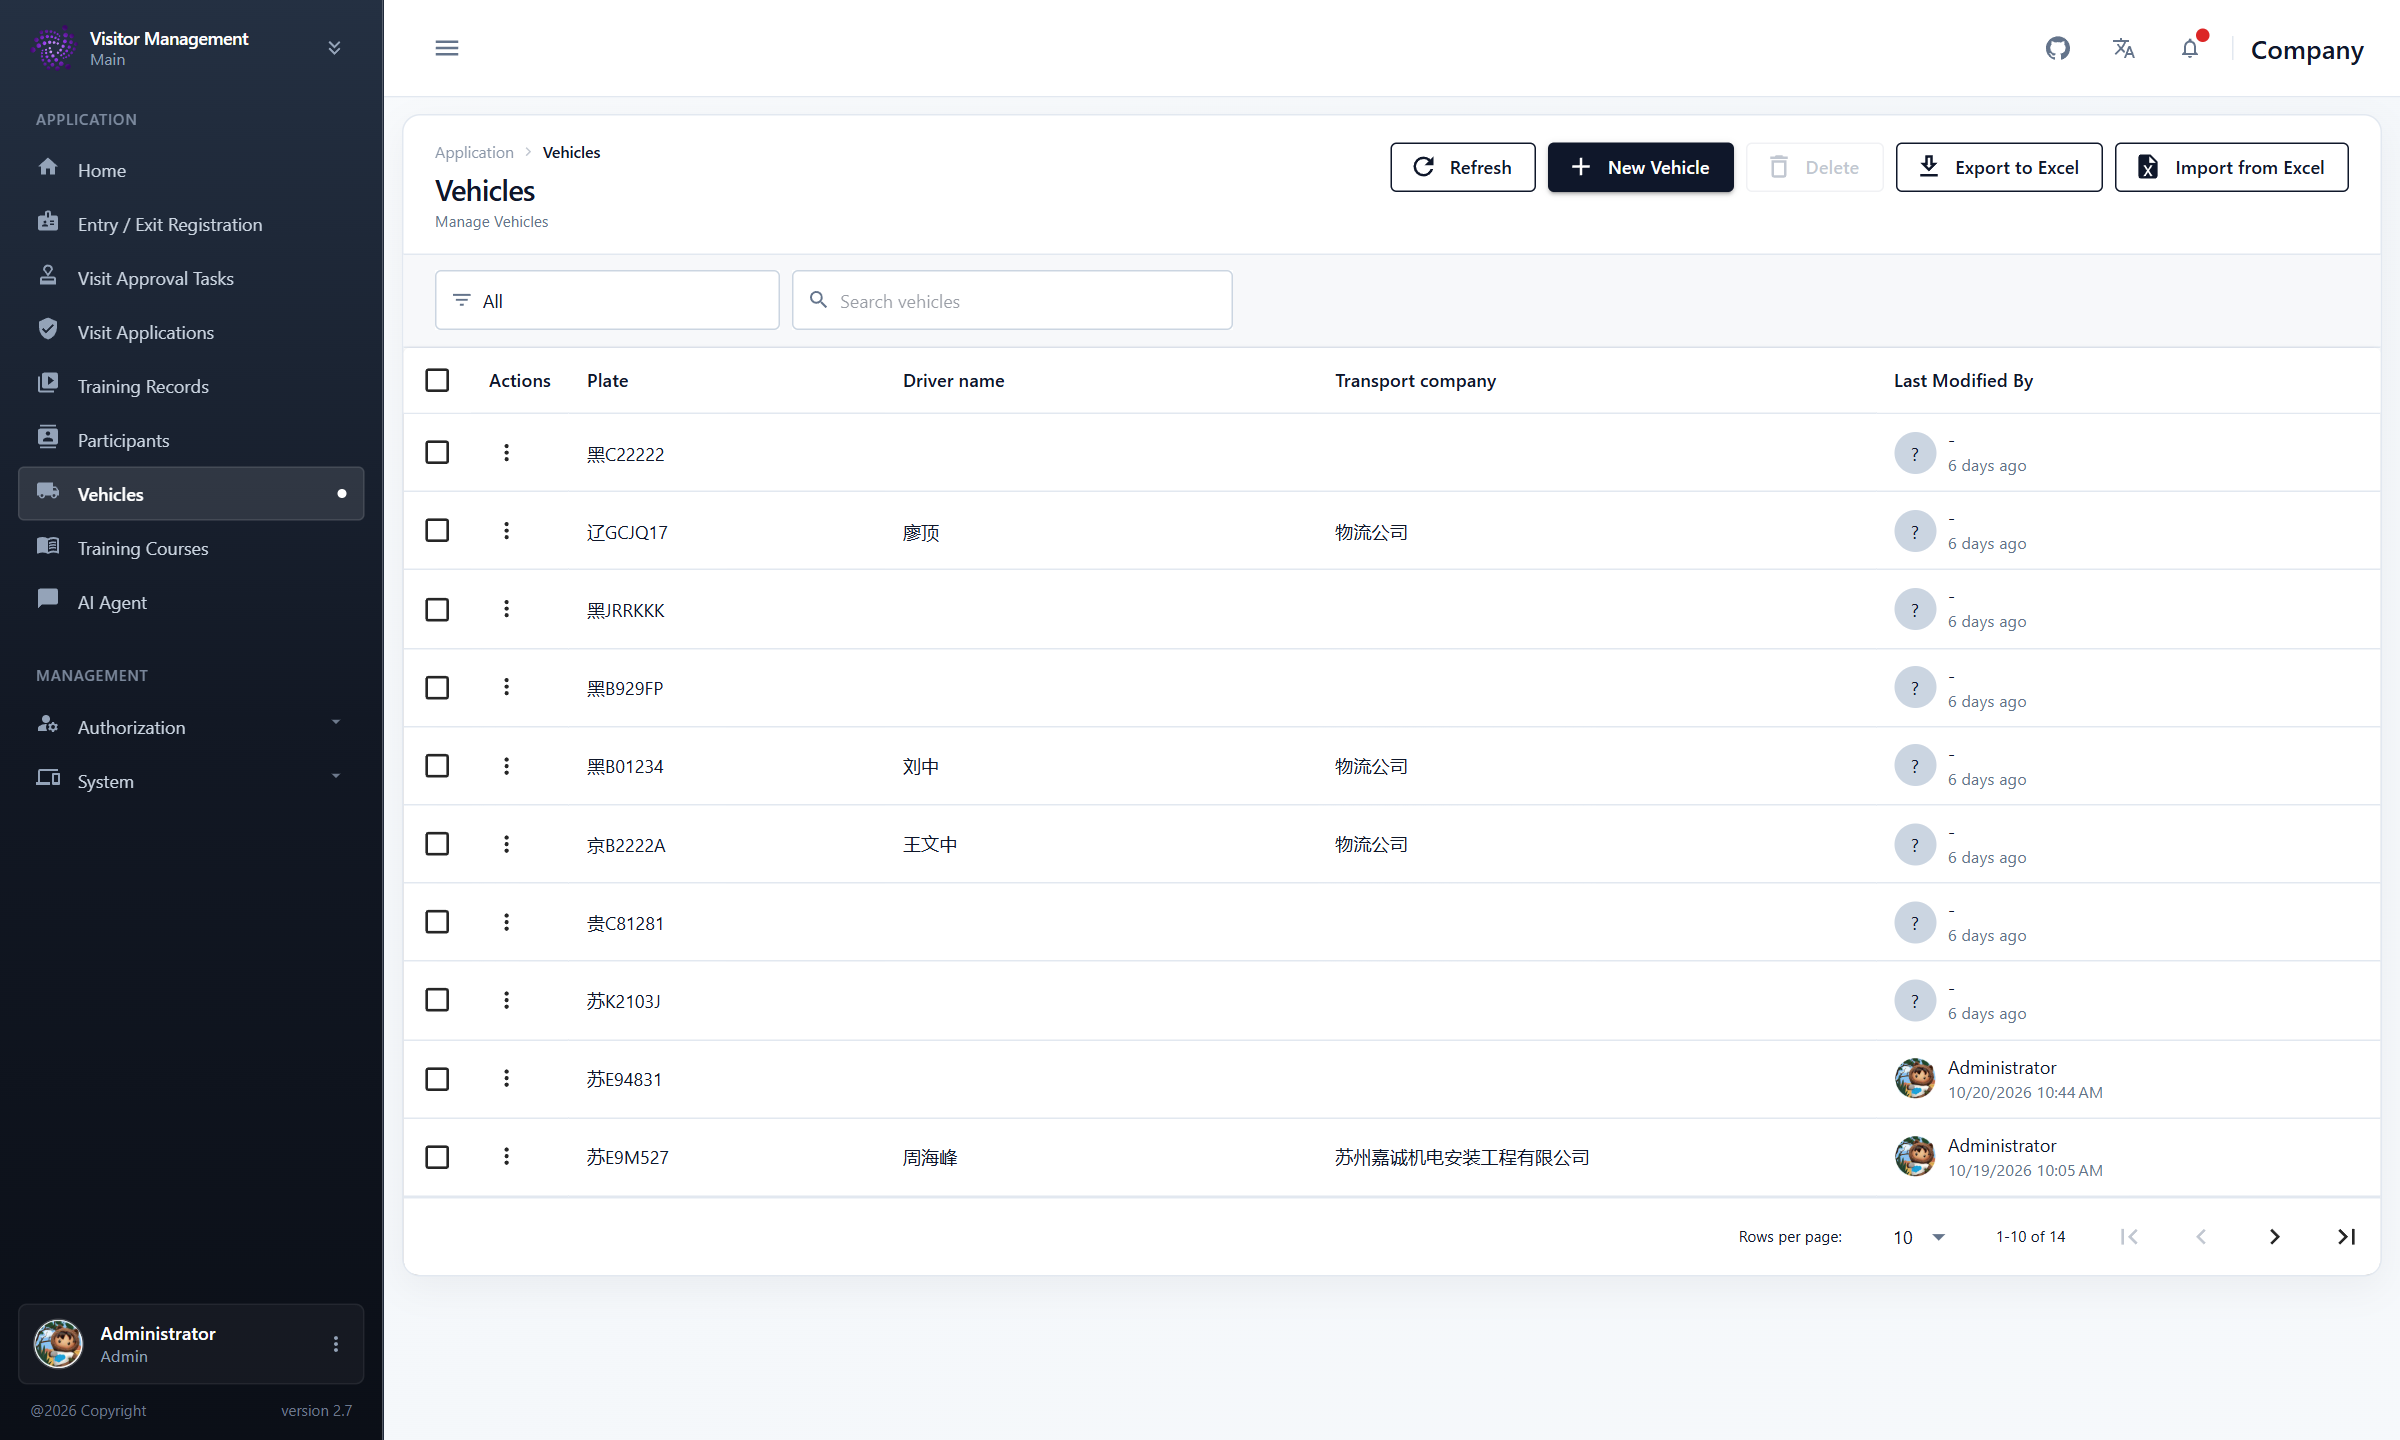 Visitor Management
Main
APPLICATION
Home
Entry / Exit Registration
Visit Approval Tasks
Visit Applications
Training Records
Participants
Vehicles
Training Courses
AI Agent
MANAGEMENT
Authorization
System
Administrator
Admin
@2026 Copyright version 2.7
Company
Application > Vehicles
Vehicles
Manage Vehicles
Refresh
New Vehicle
Delete
Export to Excel
Import from Excel
All
Search vehicles
Actions Plate Driver name Transport company Last Modified By
黑C22222 ? -
6 days ago
辽GCJQ17 廖顶 物流公司 ? -
6 days ago
黑JRRKKK ? -
6 days ago
黑B929FP ? -
6 days ago
黑B01234 刘中 物流公司 ? -
6 days ago
京B2222A 王文中 物流公司 ? -
6 days ago
贵C81281 ? -
6 days ago
苏K2103J ? -
6 days ago
苏E94831 Administrator
10/20/2026 10:44 AM
苏E9M527 周海峰 苏州嘉诚机电安装工程有限公司 Administrator
10/19/2026 10:05 AM
Rows per page: 10 1-10 of 14